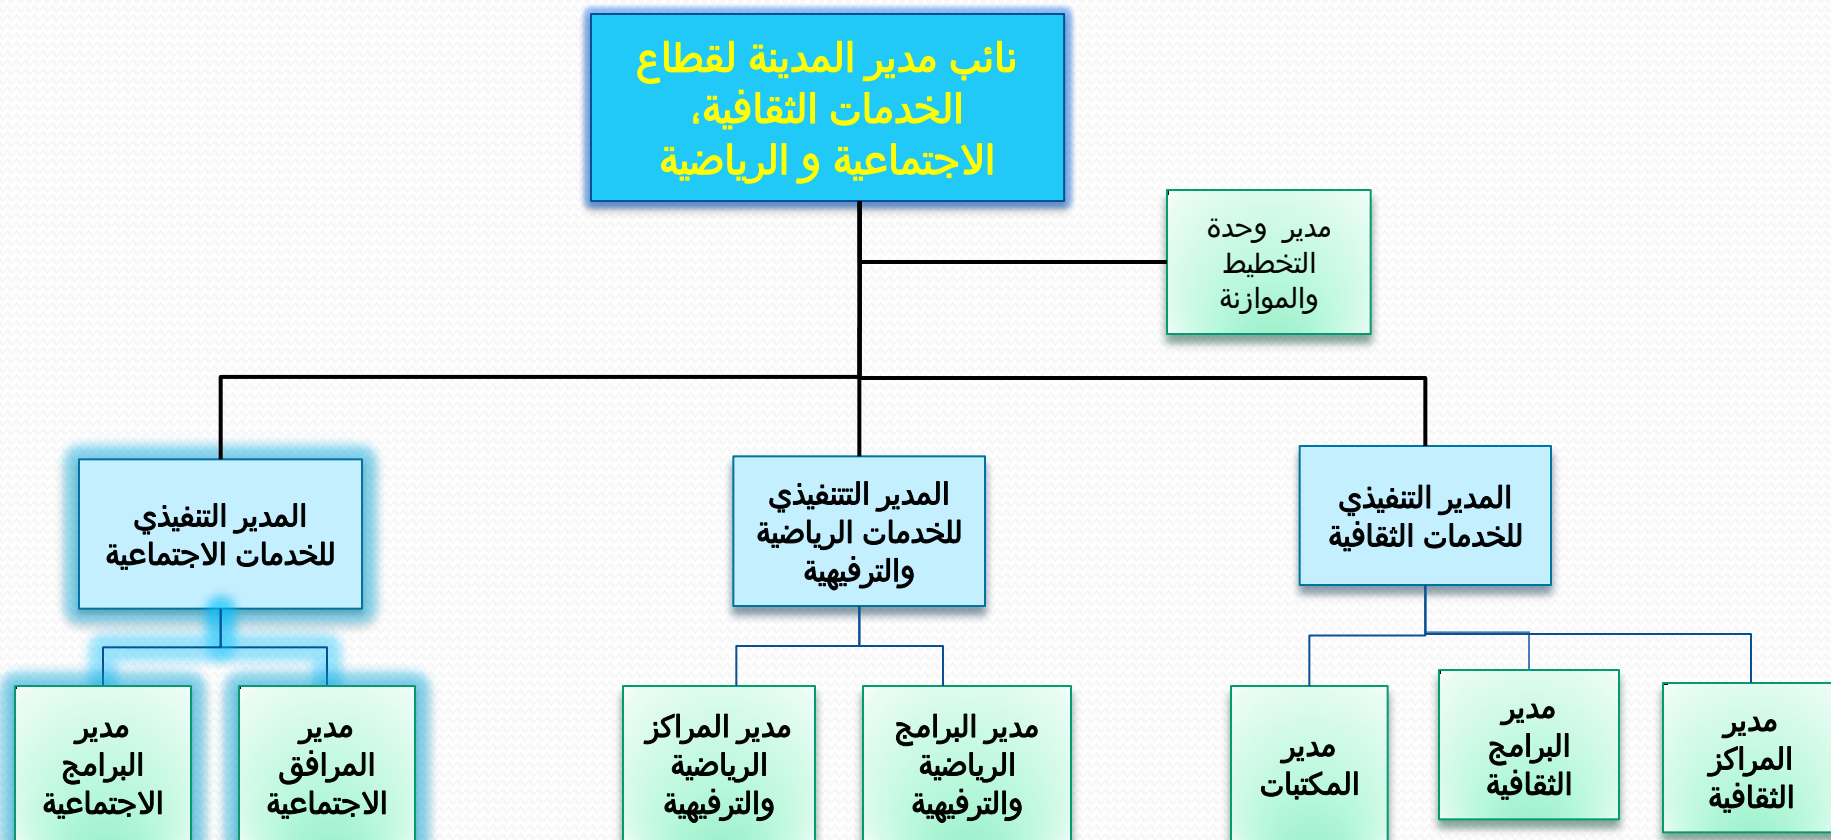 نائب مدير المدينة لقطاع
الخدمات الثقافية،
الاجتماعية و الرياضية
مدير وحدة
التخطيط
والموازنة
المدير التنفيذي
للخدمات الثقافية
المدير التتنفيذي
للخدمات الرياضية
والترفيهية
المدير التنفيذي
للخدمات الاجتماعية
مدير
المراكز
الثقافية
مدير
البرامج
الثقافية
مدير
المكتبات
مدير البرامج
الرياضية
والترفيهية
مدير المراكز
الرياضية
والترفيهية
مدير
المرافق
الاجتماعية
مدير
البرامج
الاجتماعية